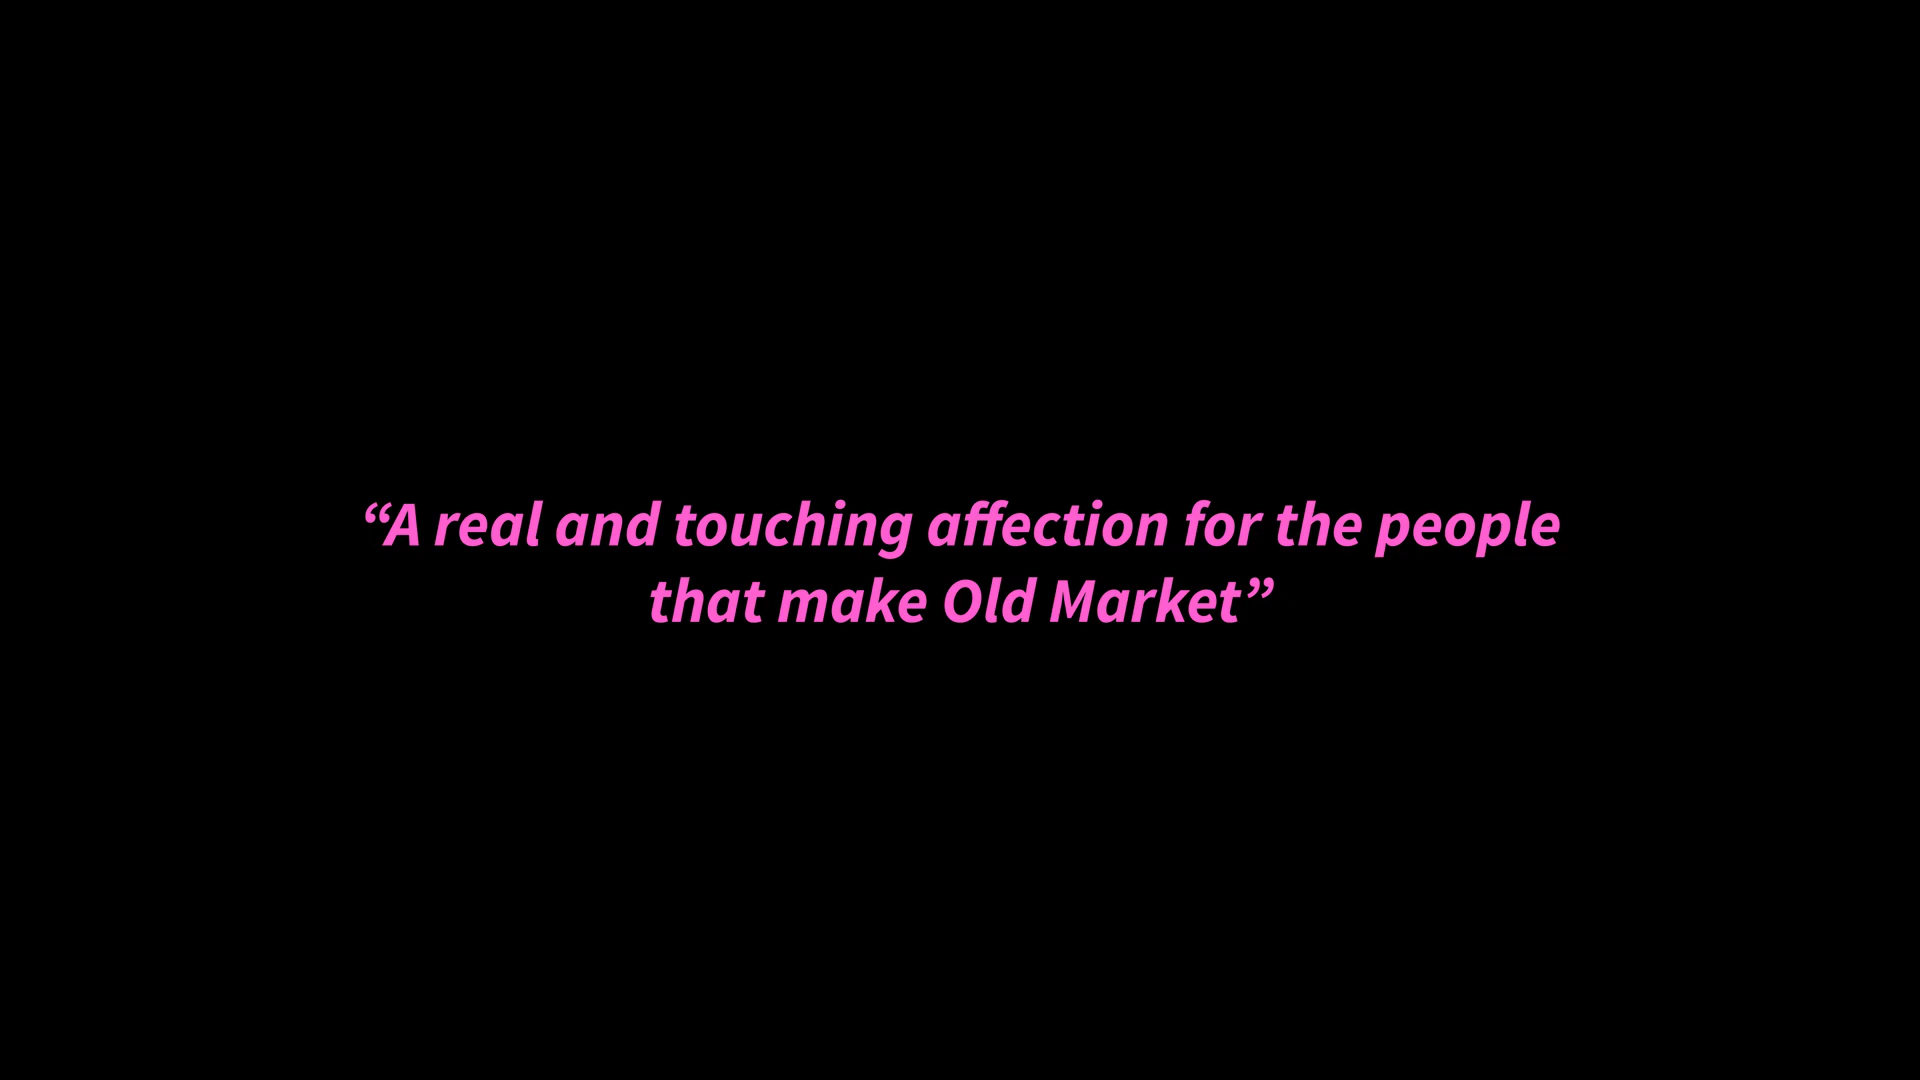 “A real and touching affection for the people
that make Old Market”